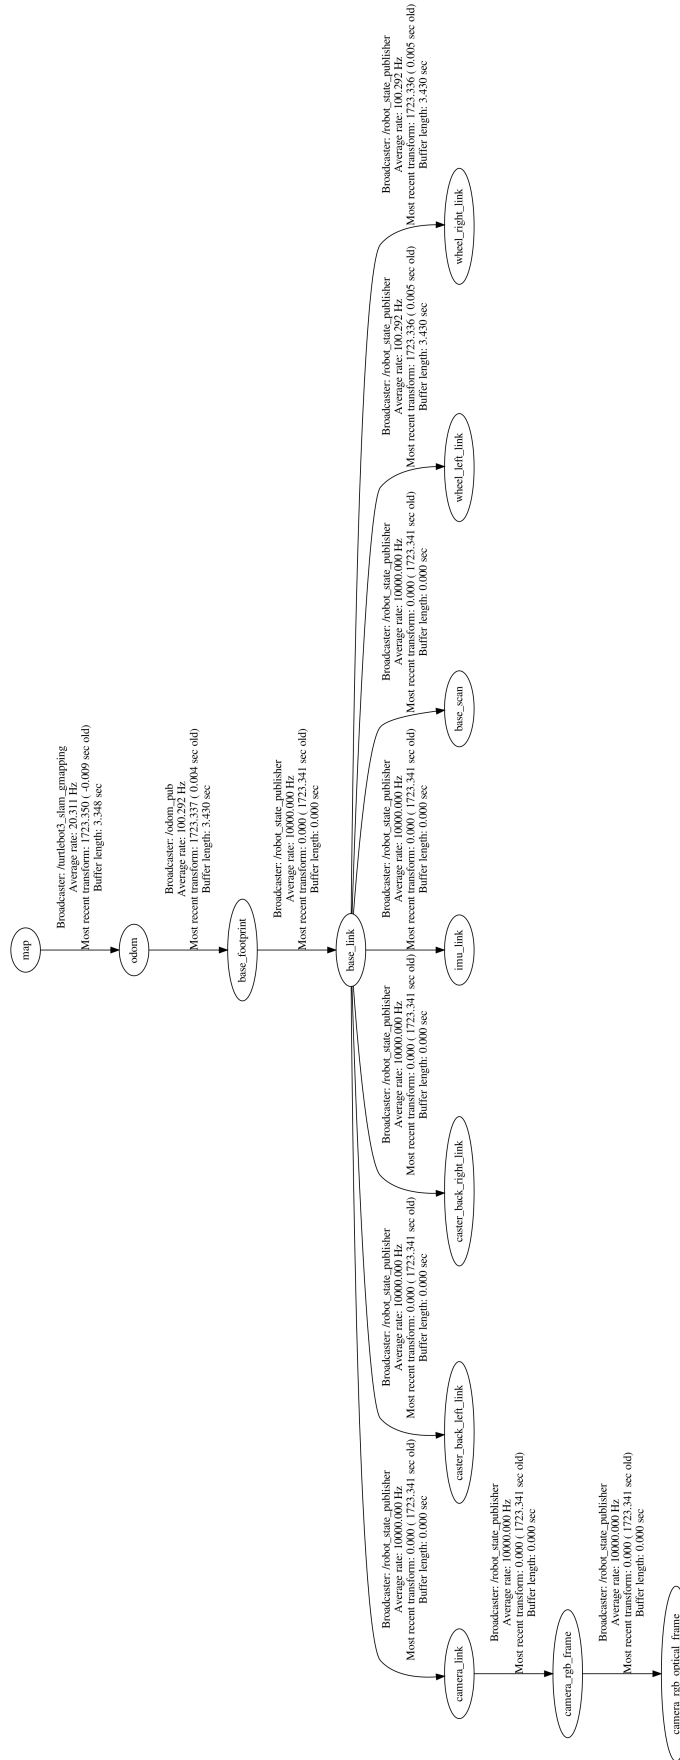 map
Broadcaster: /turtlebot3_slam_gmapping
Average rate: 20.311 Hz
Most recent transform: 1723.350 ( -0.009 sec old)
Buffer length: 3.348 sec
odom
Broadcaster: /odom_pub
Average rate: 100.292 Hz
Most recent transform: 1723.337 ( 0.004 sec old)
Buffer length: 3.430 sec
base_footprint
Broadcaster: /robot_state_publisher
Average rate: 10000.000 Hz
Most recent transform: 0.000 ( 1723.341 sec old)
Buffer length: 0.000 sec
base_link
Broadcaster: /robot_state_publisher
Average rate: 10000.000 Hz
Most recent transform: 0.000 ( 1723.341 sec old)
Buffer length: 0.000 sec
camera_link
Broadcaster: /robot_state_publisher
Average rate: 10000.000 Hz
Most recent transform: 0.000 ( 1723.341 sec old)
Buffer length: 0.000 sec
caster_back_left_link
Broadcaster: /robot_state_publisher
Average rate: 10000.000 Hz
Most recent transform: 0.000 ( 1723.341 sec old)
Buffer length: 0.000 sec
caster_back_right_link
Broadcaster: /robot_state_publisher
Average rate: 10000.000 Hz
Most recent transform: 0.000 ( 1723.341 sec old)
Buffer length: 0.000 sec
imu_link
Broadcaster: /robot_state_publisher
Average rate: 10000.000 Hz
Most recent transform: 0.000 ( 1723.341 sec old)
Buffer length: 0.000 sec
base_scan
Broadcaster: /robot_state_publisher
Average rate: 100.292 Hz
Most recent transform: 1723.336 ( 0.005 sec old)
Buffer length: 3.430 sec
wheel_left_link
Broadcaster: /robot_state_publisher
Average rate: 100.292 Hz
Most recent transform: 1723.336 ( 0.005 sec old)
Buffer length: 3.430 sec
wheel_right_link
Broadcaster: /robot_state_publisher
Average rate: 10000.000 Hz
Most recent transform: 0.000 ( 1723.341 sec old)
Buffer length: 0.000 sec
camera_rgb_frame
Broadcaster: /robot_state_publisher
Average rate: 10000.000 Hz
Most recent transform: 0.000 ( 1723.341 sec old)
Buffer length: 0.000 sec
camera_rgb_optical_frame